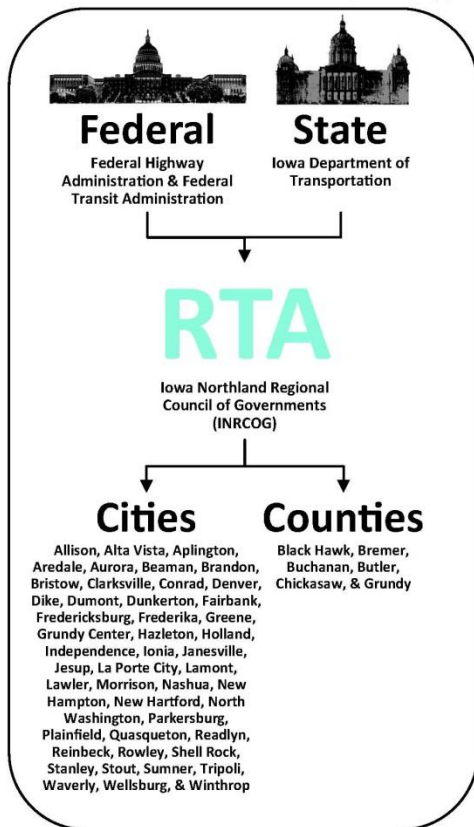 Federal
Federal Highway
Administration & Federal
Transit Administration
State
Iowa Department of
Transportation
RTA
Iowa Northland Regional
Council of Governments
(INRCOG)
Cities
Allison, Alta Vista, Aplington,
Aredale, Aurora, Beaman, Brandon,
Bristow, Clarksville, Conrad, Denver,
Dike, Dumont, Dunkerton, Fairbank,
Fredericksburg, Frederika, Greene,
Grundy Center, Hazleton, Holland,
Independence, Ionia, Janesville,
Jesup, La Porte City, Lamont,
Lawler, Morrison, Nashua, New
Hampton, New Hartford, North
Washington, Parkersburg,
Plainfield, Quasqueton, Readlyn,
Reinbeck, Rowley, Shell Rock,
Stanley, Stout, Sumner, Tripoli,
Waverly, Wellsburg, & Winthrop
Counties
Black Hawk, Bremer,
Buchanan, Butler,
Chickasaw, & Grundy